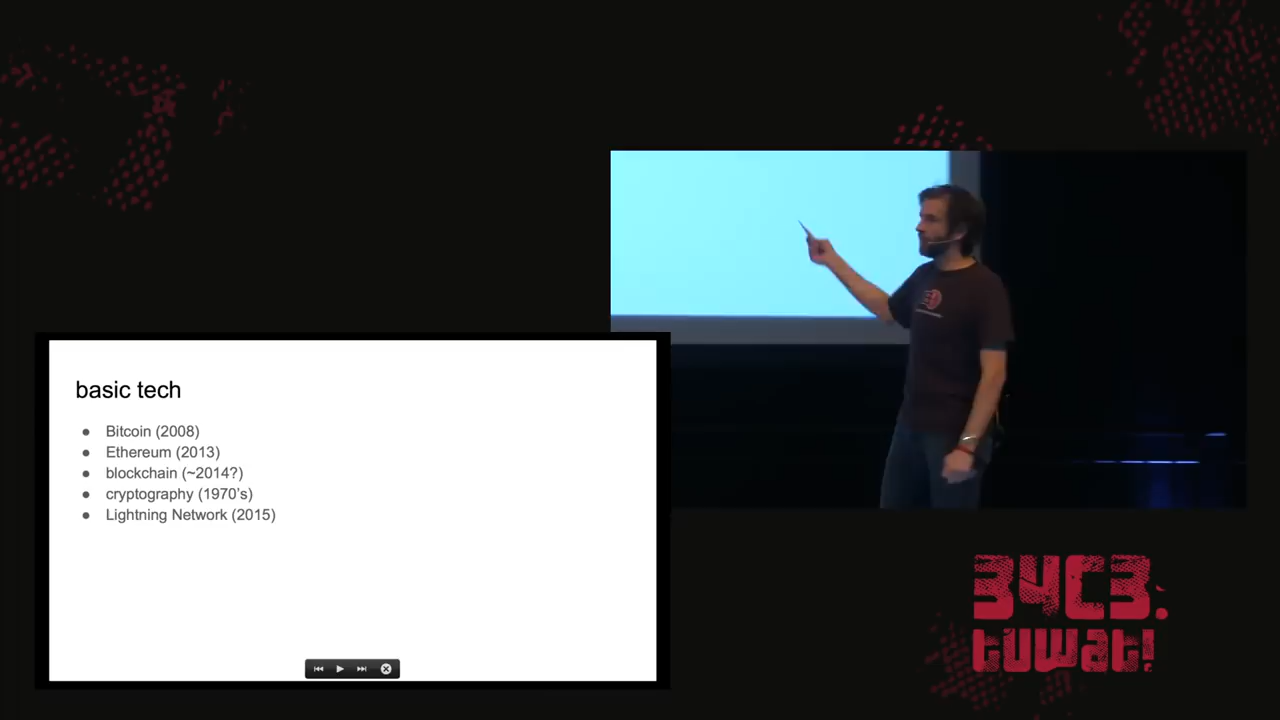 basic tech
Bitcoin (2008)
Ethereum (2013)
blockchain (~2014?)
cryptography (1970's)
Lightning Network (2015)
34C3.
tuwat!